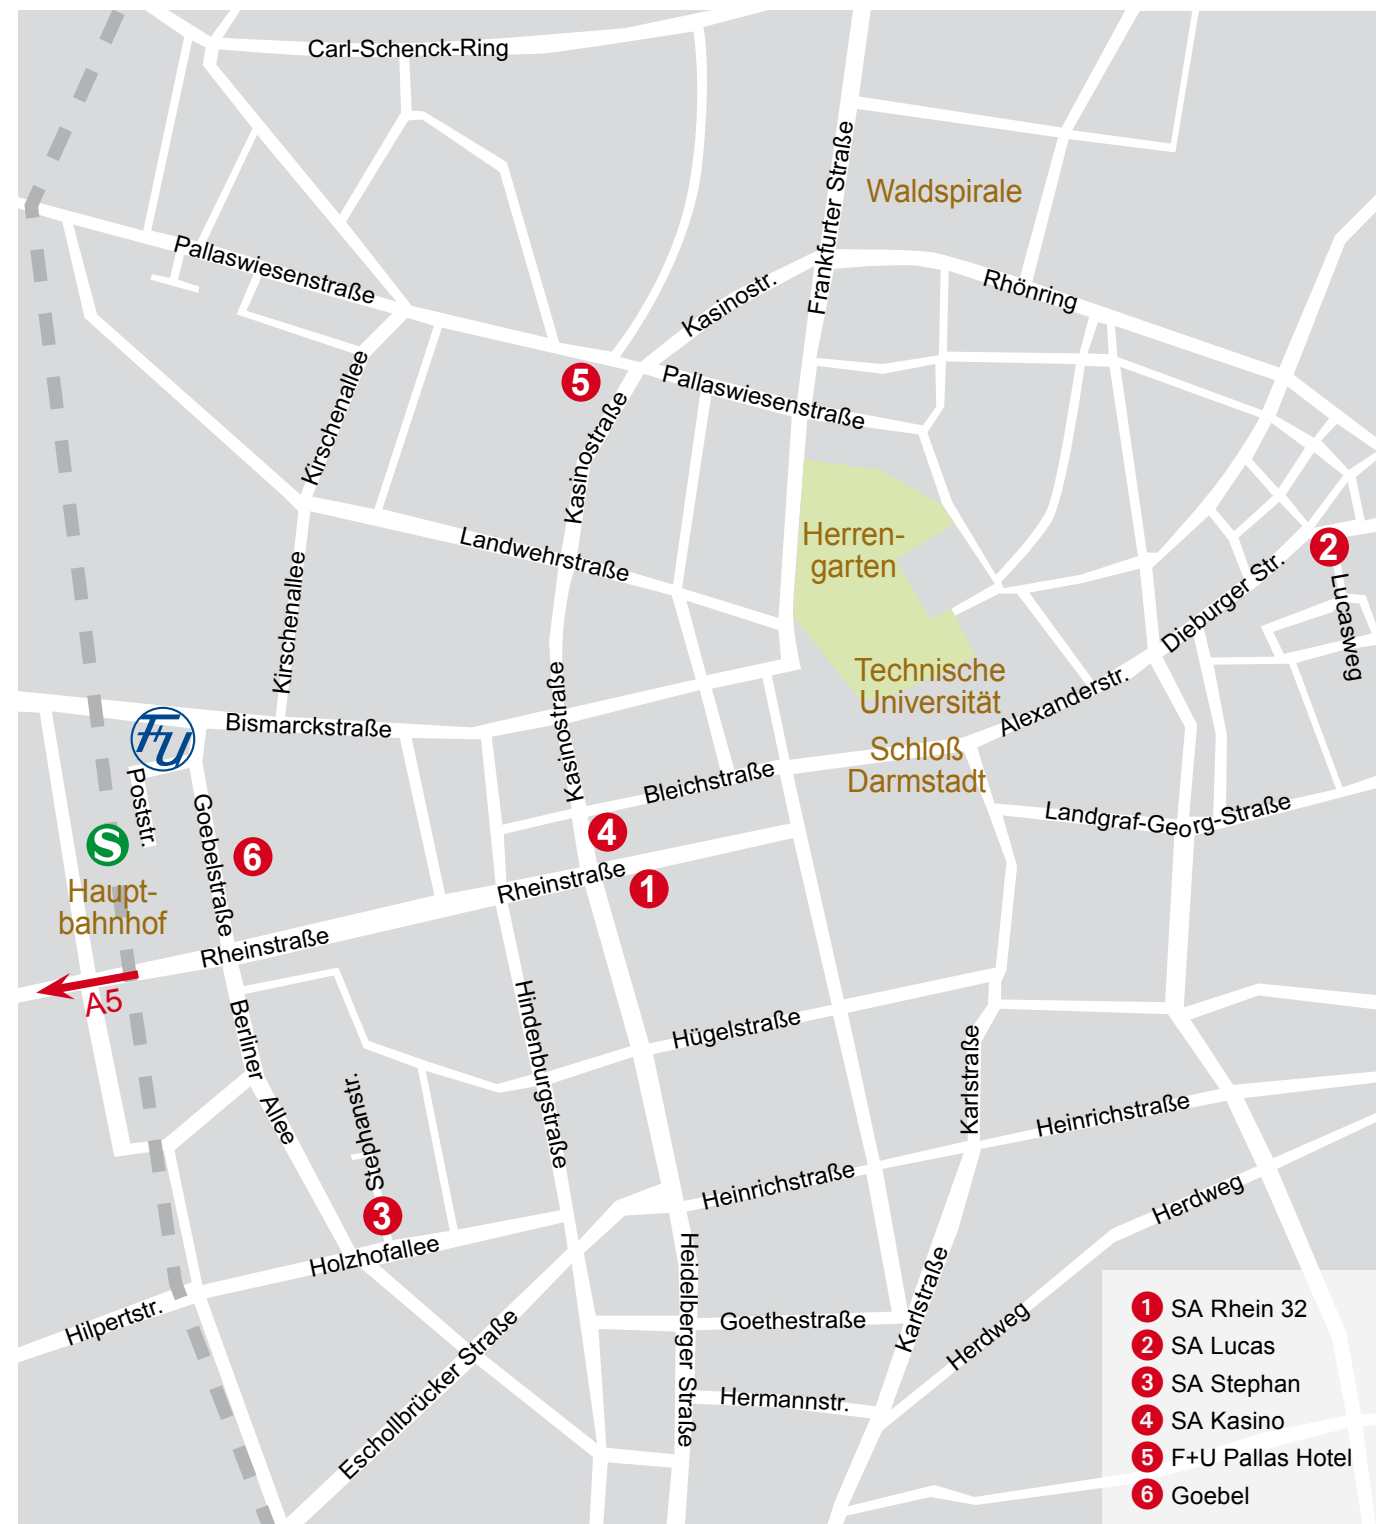 Carl-Schenck-Ring
Waldspirale
Frankfurter Straße
Pallaswiesenstraße
Kasinostr.
Rhönring
Kirschenallee
5
Pallaswiesenstraße
Kasinostraße
Landwehrstraße
Herren-
garten
2
Dieburger Str.
Lucasweg
Kirschenallee
Technische
Universität
Alexanderstr.
Bismarckstraße
F+U
Kasinostraße
Schloß
Darmstadt
Bleichstraße
Poststr.
Goebelstraße
Landgraf-Georg-Straße
S
6
4
1
Haupt-
bahnhof
Rheinstraße
Rheinstraße
A5
Berliner Allee
Hindenburgstraße
Hügelstraße
Karlstraße
Stephanstr.
Heinrichstraße
Heinrichstraße
Herdweg
3
Holzhofallee
Heidelberger Straße
Karlstraße
Hilpertstr.
Goethestraße
Herdweg
Eschollbrücker Straße
Hermannstr.
1 SA Rhein 32
2 SA Lucas
3 SA Stephan
4 SA Kasino
5 F+U Pallas Hotel
6 Goebel